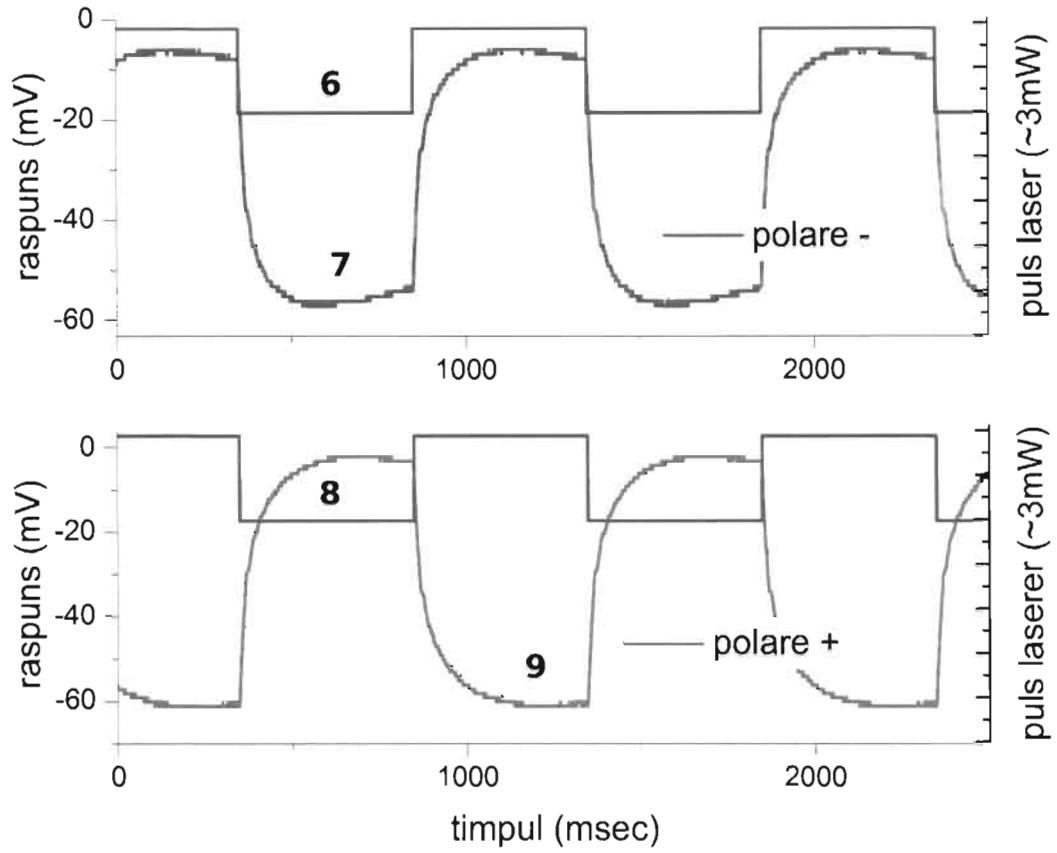 0
-20
-40
-60
raspuns (mV)
puls laser (~3mW)
6
7
polare -
0
1000
2000
0
-20
-40
-60
raspuns (mV)
puls laserer (~3mW)
8
9
polare +
0
1000
2000
timpul (msec)